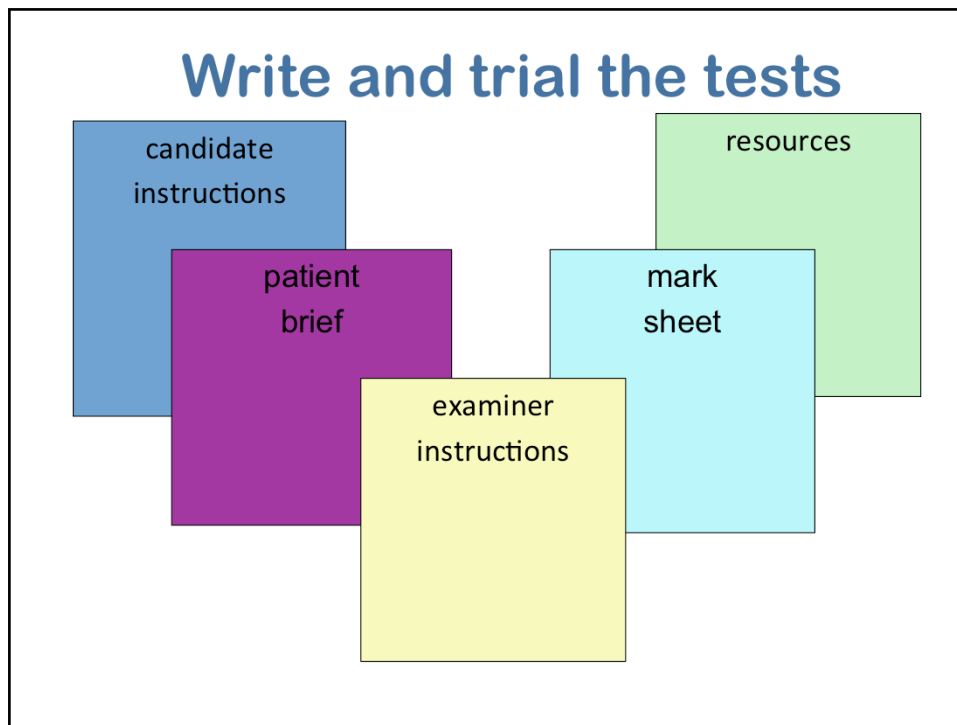 Write and trial the tests
candidate
instructions
patient
brief
examiner
instructions
mark
sheet
resources